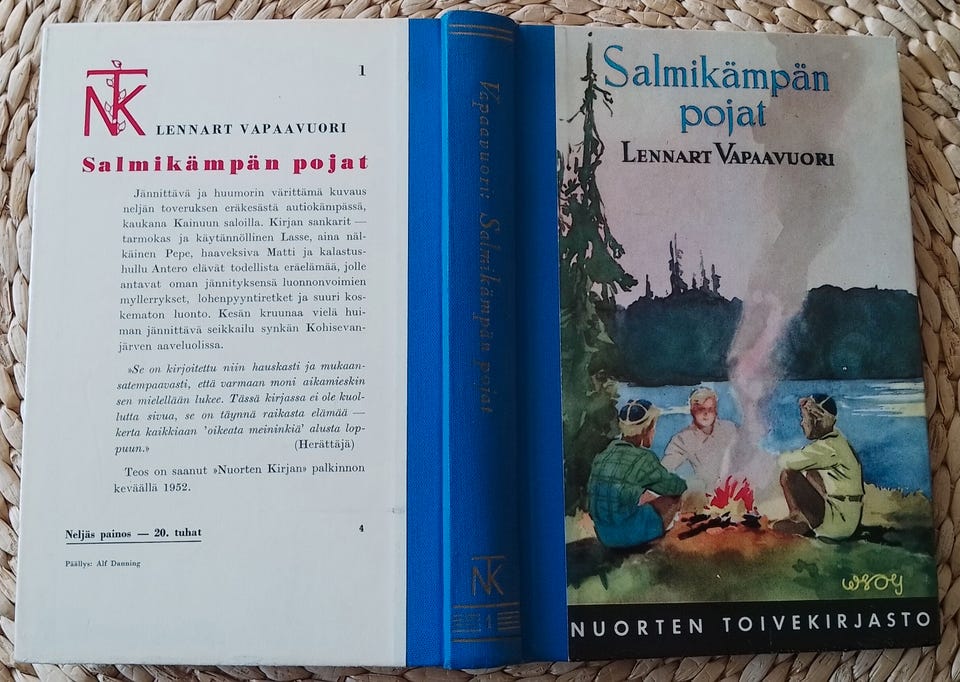 NTK
1
LENNART VAPAAVUORI
Salmikämpän pojat
Jännittävä ja huumorin värittämä kuvaus
neljän toveruksen eräkesästä autiokämpässä,
kaukana Kainuun saloilla. Kirjan sankarit —
tarmokas ja käytännöllinen Lasse, aina näl-
käinen Pepe, haaveksiva Matti ja kalastus-
hullu Antero elävät todellista eräelämää, jolle
antavat oman jännityksensä luonnonvoimien
myllerrykset, lohenpyyntiretket ja suuri kos-
kematon luonto. Kesän kruunaa vielä hui-
man jännittävä seikkailu synkän Kohisevan-
järven aaveluolissa.
»Se on kirjoitettu niin hauskasti ja mukaan-
satempaavasti, että varmaan moni aikamieskin
sen mielellään lukee. Tässä kirjassa ei ole kuol-
lutta sivua, se on täynnä raikasta elämää —
kerta kaikkiaan 'oikeata meininkiä' alusta lop-
puun.» (Herättäjä)
Teos on saanut »Nuorten Kirjan» palkinnon
keväällä 1952.
Neljäs painos — 20. tuhat
4
Päällys: Alf Danning
Vapaavuori: Salmikämpän pojat
NTK
1
Salmikämpän
pojat
LENNART VAPAAVUORI
WSOY
NUORTEN TOIVEKIRJASTO